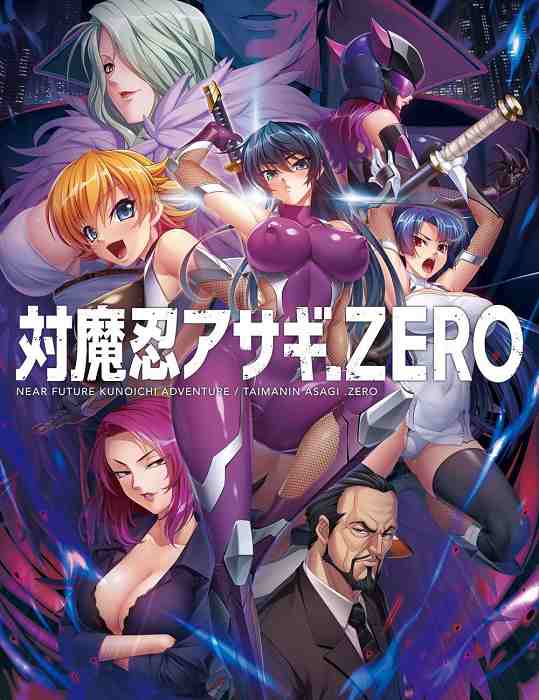 対魔忍アサギ.ZERO
NEAR FUTURE KUNOICHI ADVENTURE / TAIMANIN ASAGI .ZERO